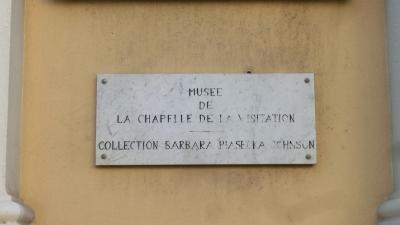 MUSEE
DE
LA CHAPELLE DE LA VISITATION
COLLECTION BARBARA PIASECKA JOHNSON